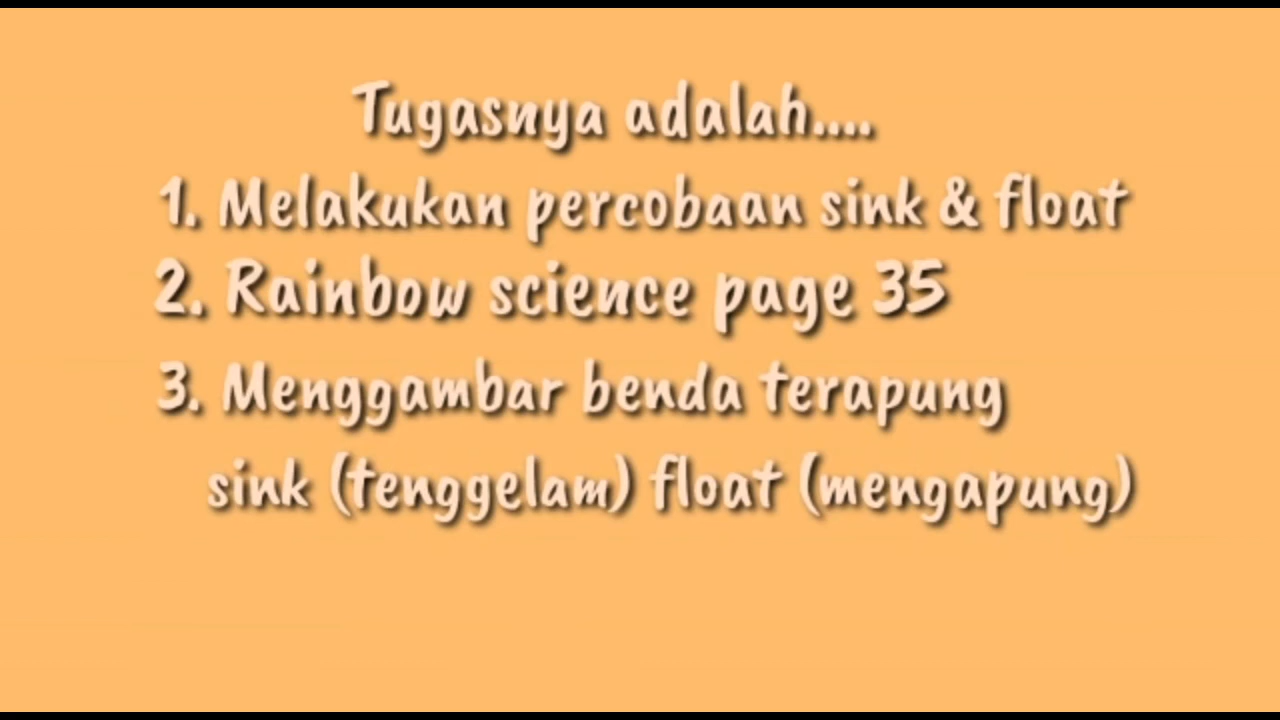 Tugasnya adalah....
1. Melakukan percobaan sink & float
2. Rainbow science page 35
3. Menggambar benda terapung
sink (tenggelam) float (mengapung)